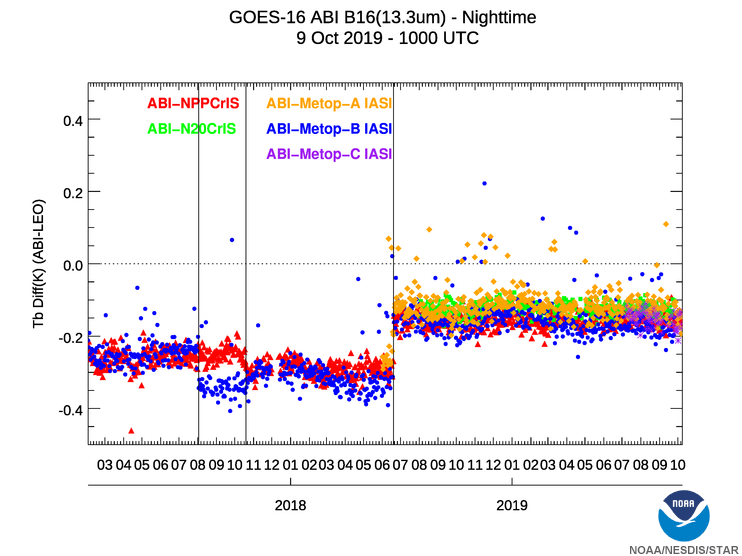 GOES-16 ABI B16(13.3um) - Nighttime
9 Oct 2019 - 1000 UTC
ABI-NPPCrIS
ABI-Metop-A IASI
ABI-N20CrIS
ABI-Metop-B IASI
ABI-Metop-C IASI
Tb Diff(K) (ABI-LEO)
0.4
0.2
0.0
-0.2
-0.4
03 04 05 06 07 08 09 10 11 12 01 02 03 04 05 06 07 08 09 10 11 12 01 02 03 04 05 06 07 08 09 10
2018 2019
NOAA
NOAA/NESDIS/STAR